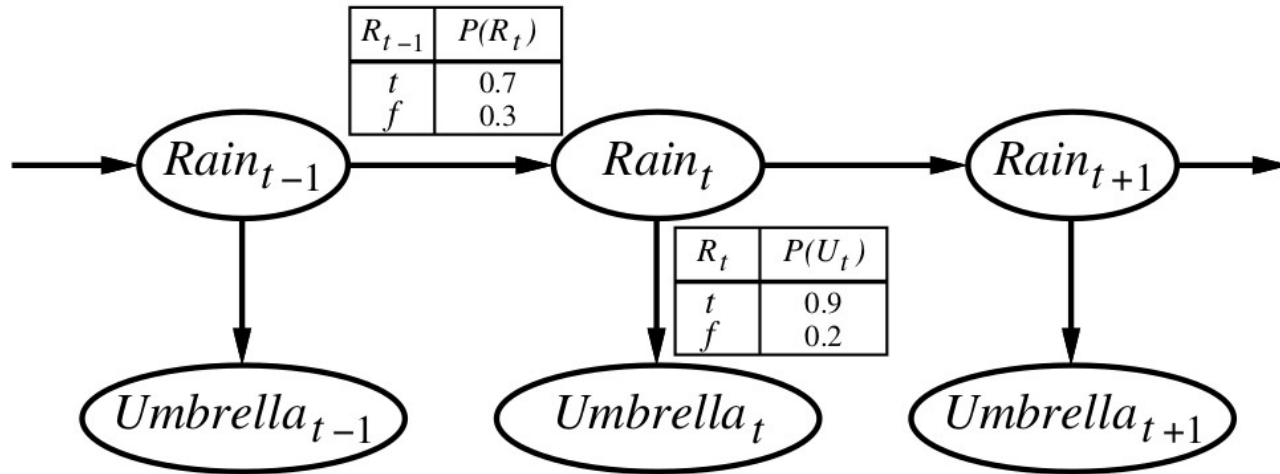 R_{t-1} P(R_t)
t 0.7
f 0.3
Rain_{t-1} Rain_t Rain_{t+1}
R_t P(U_t)
t 0.9
f 0.2
Umbrella_{t-1} Umbrella_t Umbrella_{t+1}